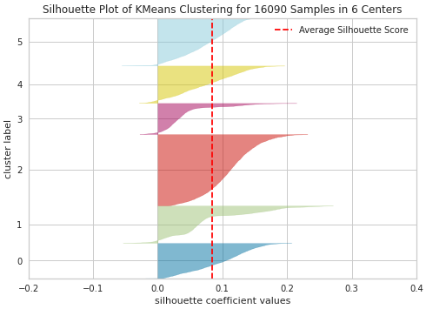 Silhouette Plot of KMeans Clustering for 16090 Samples in 6 Centers
Average Silhouette Score
cluster label
5
4
3
2
1
0
−0.2 −0.1 0.0 0.1 0.2 0.3 0.4
silhouette coefficient values